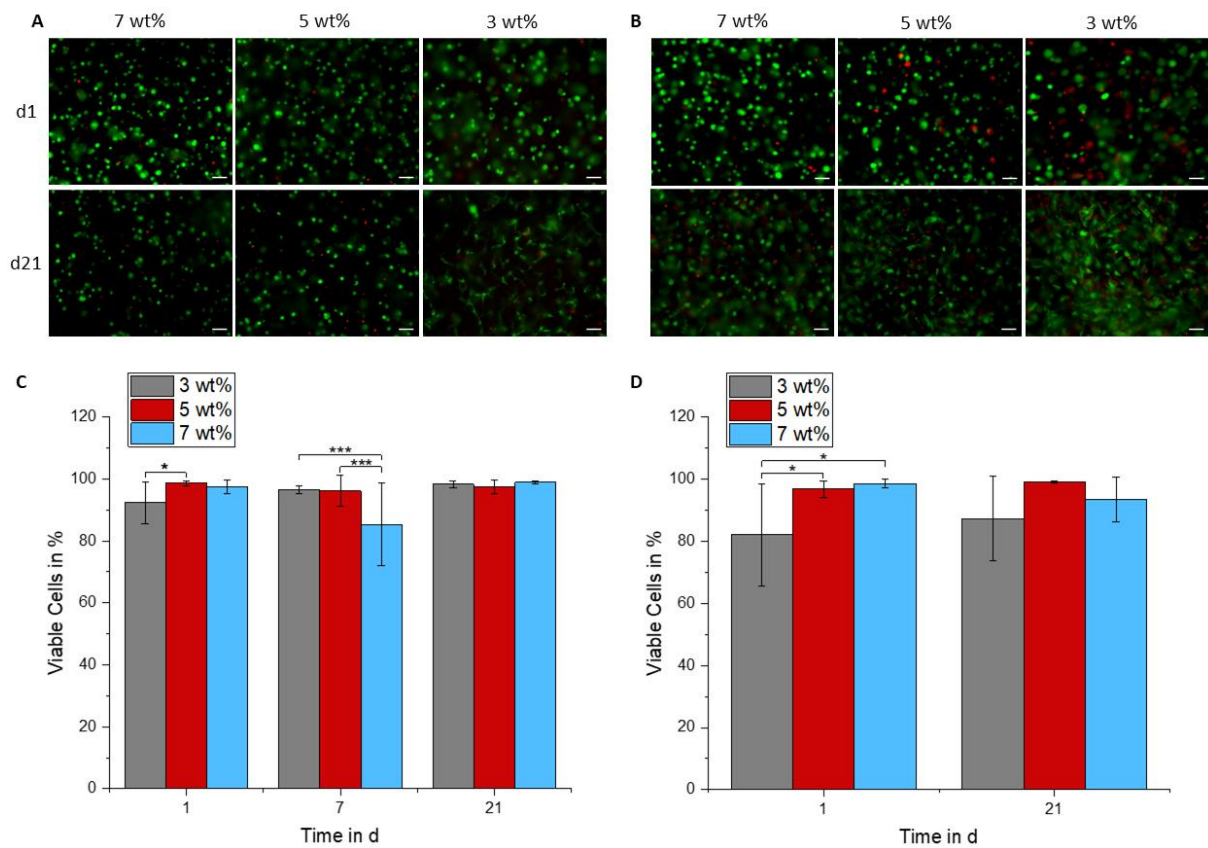 A
7 wt%
5 wt%
3 wt%
B
7 wt%
5 wt%
3 wt%
d1
d21
C
3 wt%
5 wt%
7 wt%
120
100
80
60
40
20
0
Viable Cells in %
*
***
***
1
7
21
Time in d
D
3 wt%
5 wt%
7 wt%
120
100
80
60
40
20
0
Viable Cells in %
*
*
1
21
Time in d